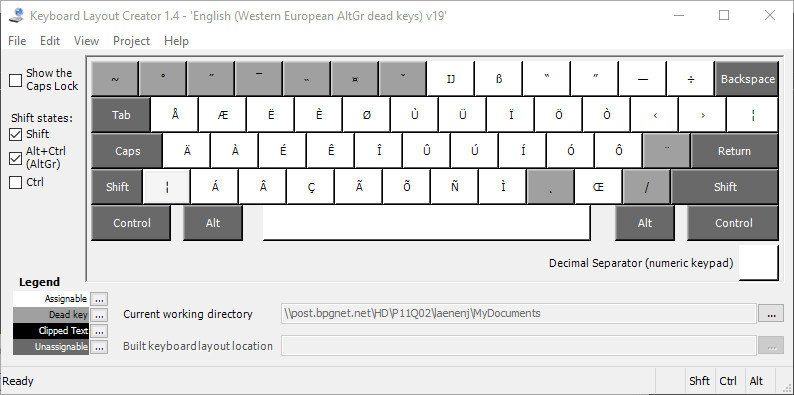 Keyboard Layout Creator 1.4 - 'English (Western European AltGr dead keys) v19'
File Edit View Project Help
Show the
Caps Lock
Shift states:
Shift
Alt+Ctrl
(AltGr)
Ctrl
~ ° ˝ ¯ ¤ ˇ IJ ß “ ” — ÷ Backspace
Tab Å Æ Ë È Ø Ù Ü Ï Ö Ò ‹ › ¦
Caps Ä À É Ê Î Û Ú Í Ó Ô ¨ Return
Shift ¦ Á Â Ç Ã Õ Ñ Ì . Œ / Shift
Control Alt Alt Control
Decimal Separator (numeric keypad)
Legend
Assignable ...
Dead key ...
Clipped Text ...
Unassignable ...
Current working directory \\post.bpgnet.net\HD\P11Q02\laenenj\MyDocuments ...
Built keyboard layout location ...
Ready Shft Ctrl Alt